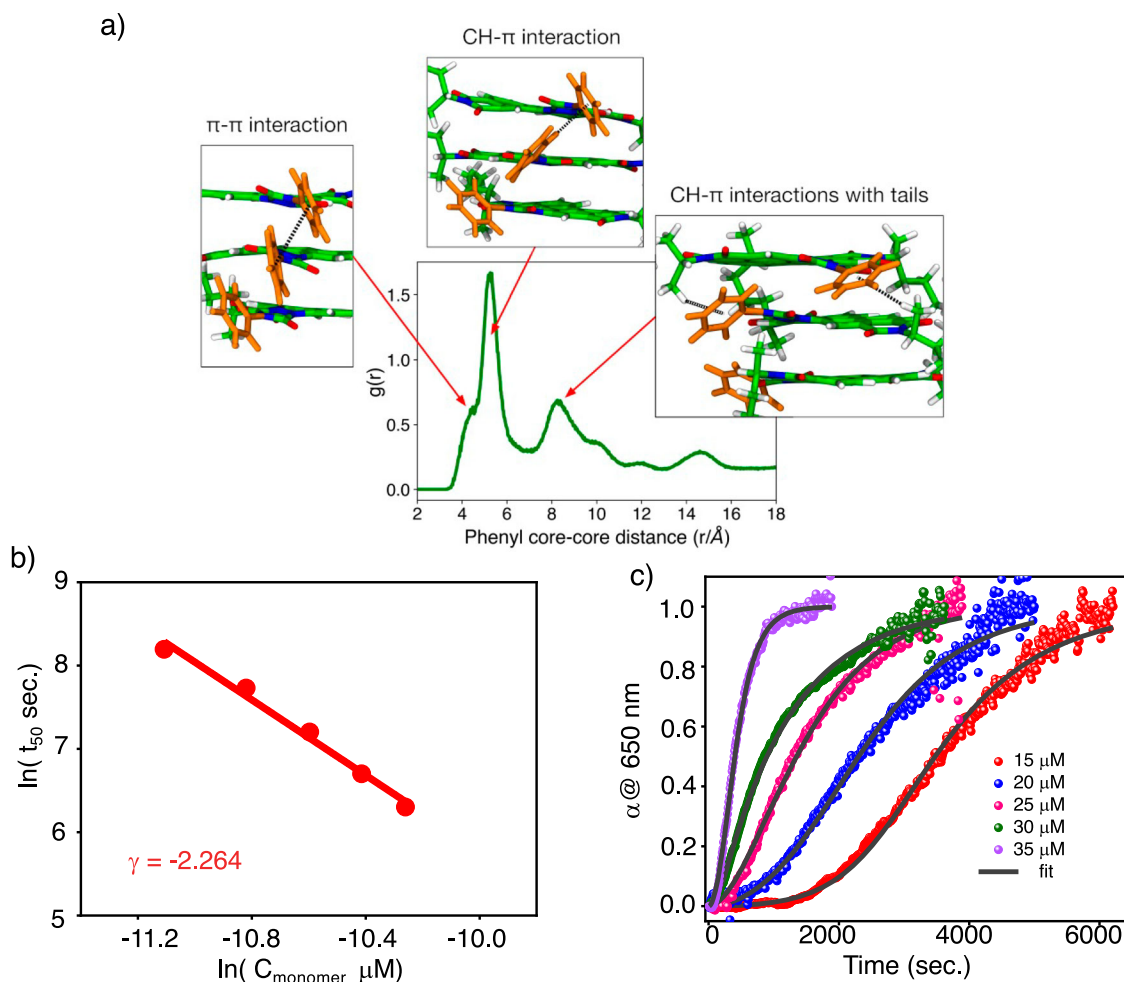 a)
CH-π interaction
π-π interaction
CH-π interactions with tails
g(r)
1.5
1.0
0.5
0.0
2 4 6 8 10 12 14 16 18
Phenyl core-core distance (r/Å)
b)
ln( t50 sec.)
9
8
7
6
5
γ = -2.264
-11.2 -10.8 -10.4 -10.0
ln( Cmonomer μM)
c)
α @ 650 nm
1.0
0.8
0.6
0.4
0.2
0.0
15 μM
20 μM
25 μM
30 μM
35 μM
fit
0 2000 4000 6000
Time (sec.)